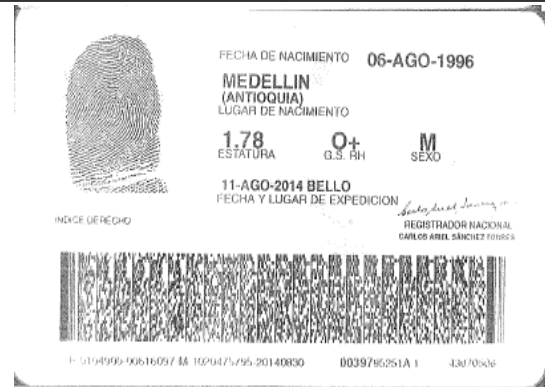 FECHA DE NACIMIENTO 06-AGO-1996
MEDELLIN
(ANTIOQUIA)
LUGAR DE NACIMIENTO
1.78 O+ M
ESTATURA G.S. RH SEXO
11-AGO-2014 BELLO
FECHA Y LUGAR DE EXPEDICION
INDICE DERECHO
REGISTRADOR NACIONAL
CARLOS ARIEL SÁNCHEZ TORRES